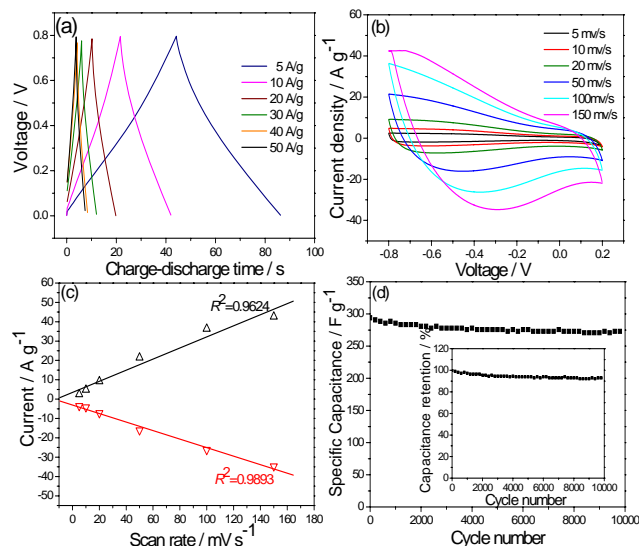 (a)
Voltage / V
0.8
0.6
0.4
0.2
0.0
5 A/g
10 A/g
20 A/g
30 A/g
40 A/g
50 A/g
0 20 40 60 80 100
Charge-discharge time / s
(b)
Current density / A g-1
60
40
20
0
-20
-40
5 mv/s
10 mv/s
20 mv/s
50 mv/s
100mv/s
150 mv/s
-0.8 -0.6 -0.4 -0.2 0.0 0.2
Voltage / V
(c)
Current / A g-1
60
50
40
30
20
10
0
-10
-20
-30
-40
-50
R2=0.9624
R2=0.9893
0 20 40 60 80 100 120 140 160 180
Scan rate / mV s-1
(d)
Specific Capacitance / F g-1
350
300
250
200
150
100
50
0
Capacitance retention / %
120
100
80
60
40
20
0
0 2000 4000 6000 8000 10000
Cycle number
0 2000 4000 6000 8000 10000
Cycle number